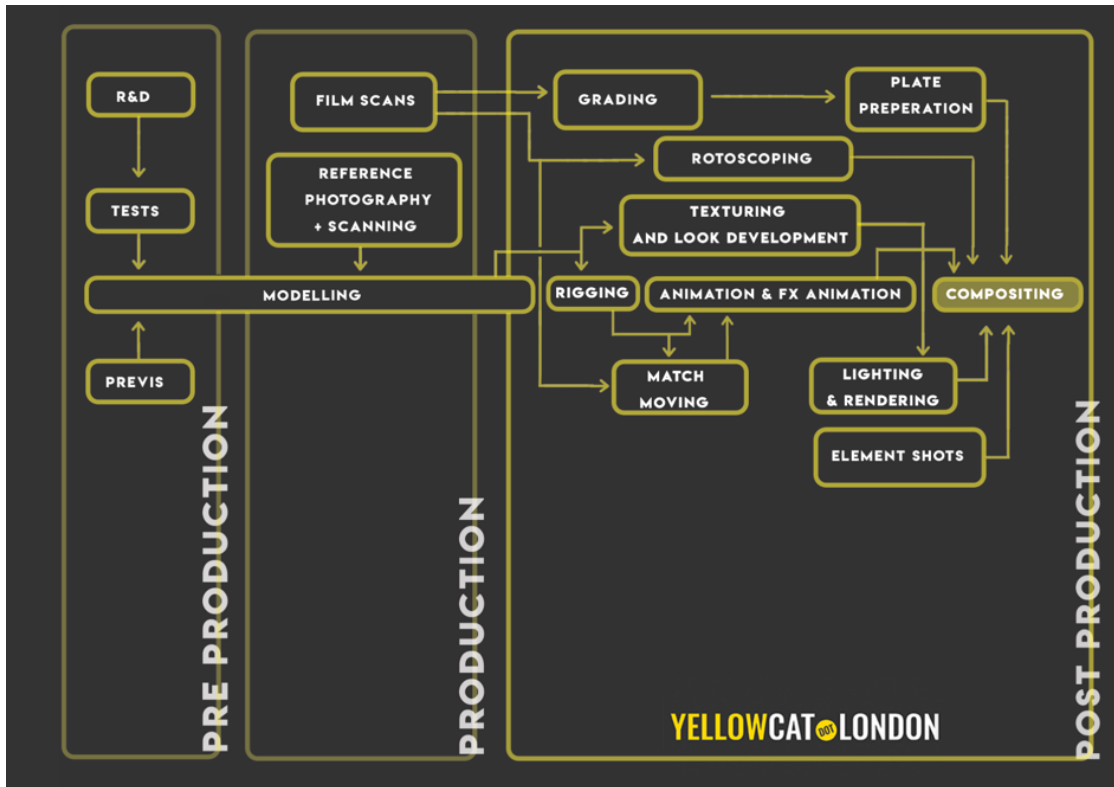 R&D
TESTS
PREVIS
PRE PRODUCTION
FILM SCANS
REFERENCE
PHOTOGRAPHY
+ SCANNING
MODELLING
PRODUCTION
GRADING
PLATE
PREPERATION
ROTOSCOPING
TEXTURING
AND LOOK DEVELOPMENT
RIGGING
ANIMATION & FX ANIMATION
COMPOSITING
MATCH
MOVING
LIGHTING
& RENDERING
ELEMENT SHOTS
POST PRODUCTION
YELLOWCAT DOT LONDON